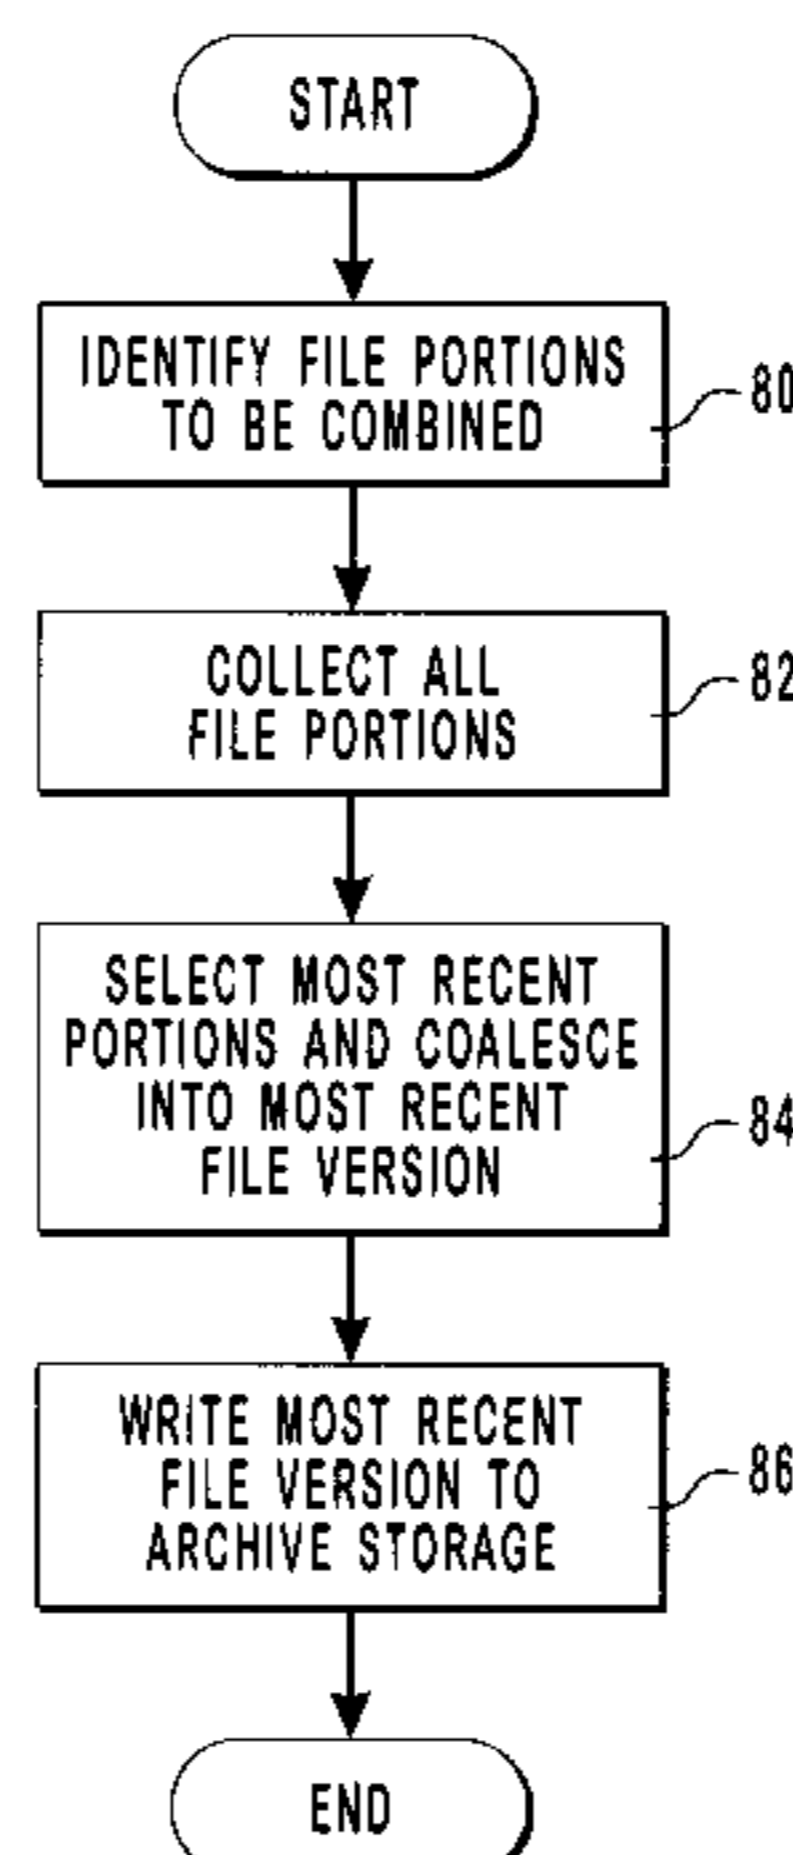 START
IDENTIFY FILE PORTIONS
TO BE COMBINED
80
COLLECT ALL
FILE PORTIONS
82
SELECT MOST RECENT
PORTIONS AND COALESCE
INTO MOST RECENT
FILE VERSION
84
WRITE MOST RECENT
FILE VERSION TO
ARCHIVE STORAGE
86
END